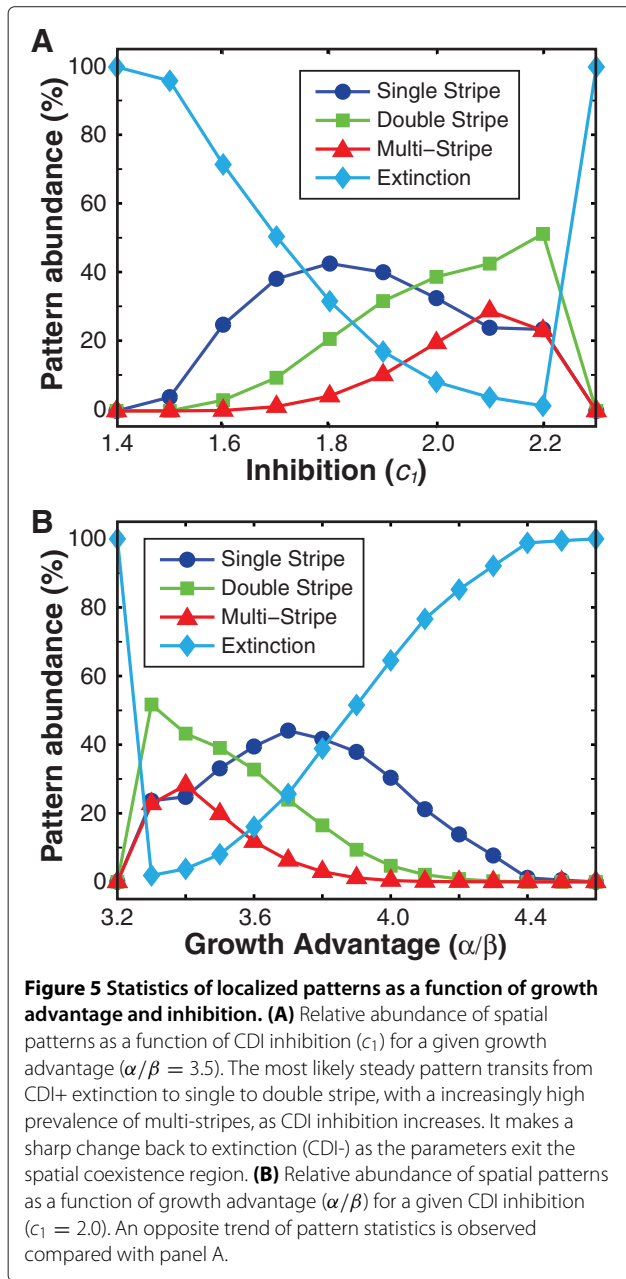 A
100
80
60
40
20
0
Pattern abundance (%)
Single Stripe
Double Stripe
Multi-Stripe
Extinction
1.4
1.6
1.8
2.0
2.2
Inhibition (c1)
B
100
80
60
40
20
0
Pattern abundance (%)
Single Stripe
Double Stripe
Multi-Stripe
Extinction
3.2
3.6
4.0
4.4
Growth Advantage (α/β)
Figure 5 Statistics of localized patterns as a function of growth
advantage and inhibition. (A) Relative abundance of spatial
patterns as a function of CDI inhibition (c1) for a given growth
advantage (α/β = 3.5). The most likely steady pattern transits from
CDI+ extinction to single to double stripe, with a increasingly high
prevalence of multi-stripes, as CDI inhibition increases. It makes a
sharp change back to extinction (CDI-) as the parameters exit the
spatial coexistence region. (B) Relative abundance of spatial patterns
as a function of growth advantage (α/β) for a given CDI inhibition
(c1 = 2.0). An opposite trend of pattern statistics is observed
compared with panel A.